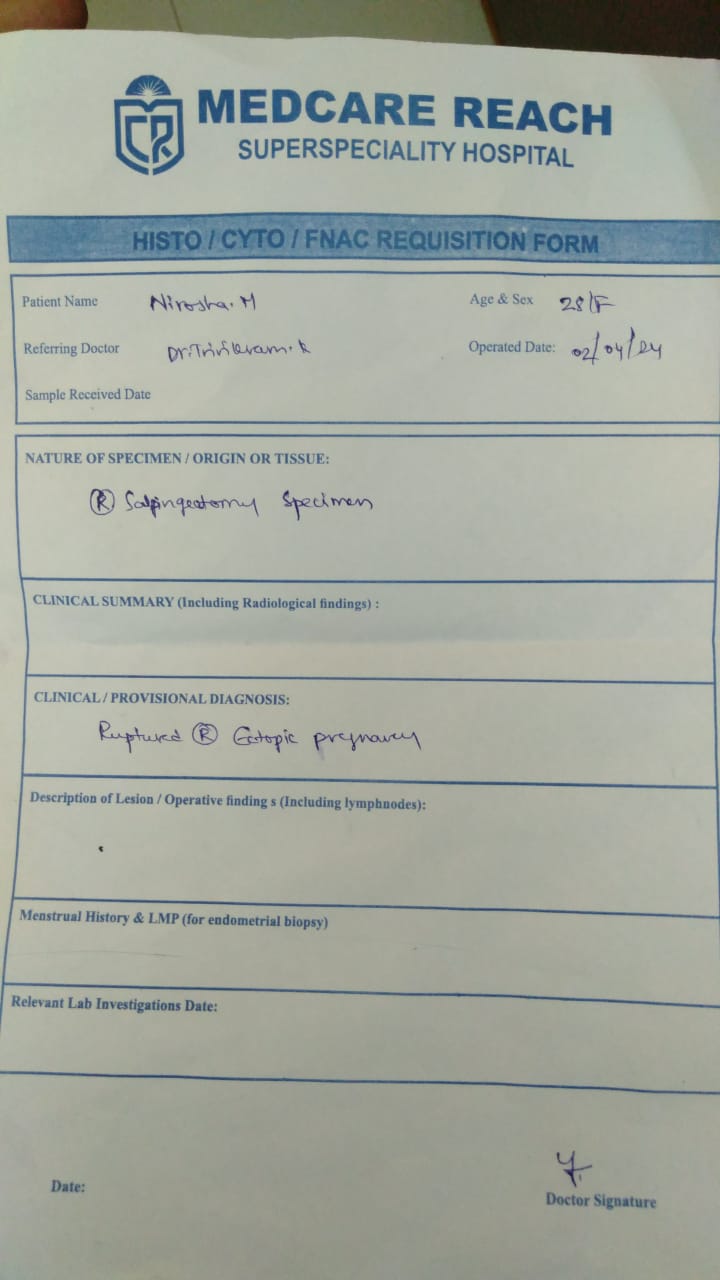 MEDCARE REACH
SUPERSPECIALITY HOSPITAL
HISTO / CYTO / FNAC REQUISITION FORM
Patient Name Nirosha. M Age & Sex 28/F
Referring Doctor Dr. Trivikram. R Operated Date: 02/04/24
Sample Received Date
NATURE OF SPECIMEN / ORIGIN OR TISSUE:
Ⓡ Salpingectomy Specimen
CLINICAL SUMMARY (Including Radiological findings) :
CLINICAL / PROVISIONAL DIAGNOSIS:
Ruptured Ⓡ Ectopic pregnancy
Description of Lesion / Operative finding s (Including lymphnodes):
Menstrual History & LMP (for endometrial biopsy)
Relevant Lab Investigations Date:
Date:
Doctor Signature